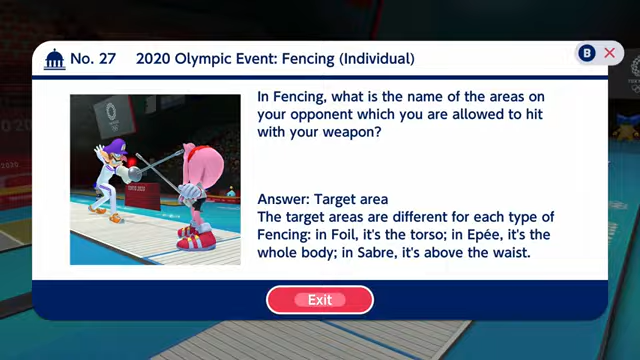 No. 27 2020 Olympic Event: Fencing (Individual)
B
In Fencing, what is the name of the areas on
your opponent which you are allowed to hit
with your weapon?
Answer: Target area
The target areas are different for each type of
Fencing: in Foil, it's the torso; in Epée, it's the
whole body; in Sabre, it's above the waist.
Exit